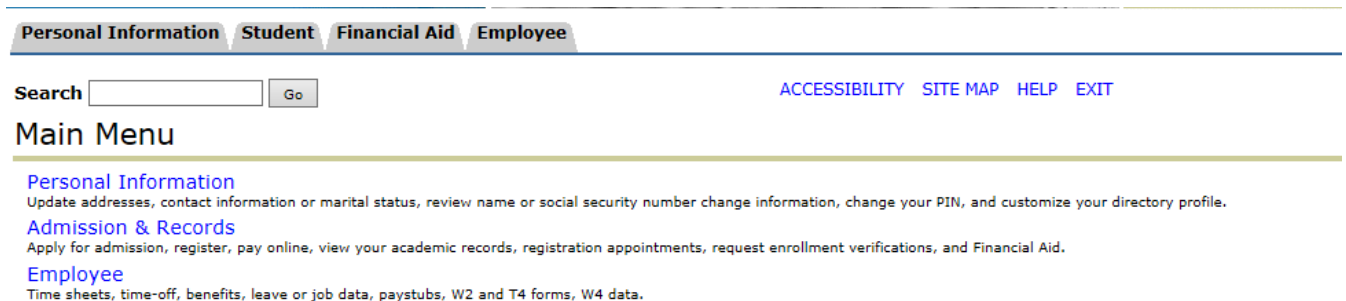 Personal Information Student Financial Aid Employee
Search Go ACCESSIBILITY SITE MAP HELP EXIT
Main Menu
Personal Information
Update addresses, contact information or marital status, review name or social security number change information, change your PIN, and customize your directory profile.
Admission & Records
Apply for admission, register, pay online, view your academic records, registration appointments, request enrollment verifications, and Financial Aid.
Employee
Time sheets, time-off, benefits, leave or job data, paystubs, W2 and T4 forms, W4 data.